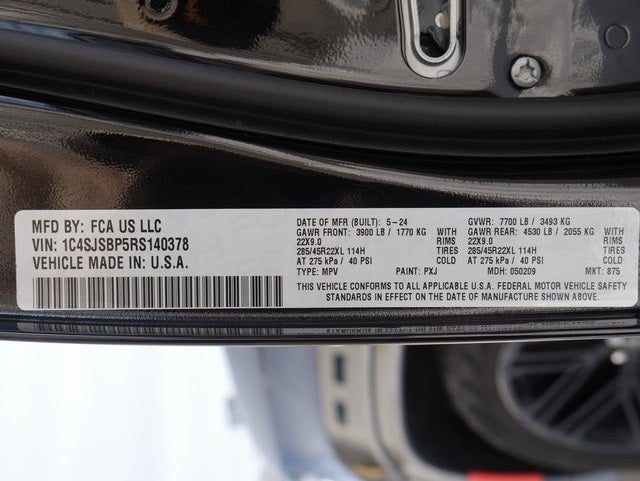 MFD BY: FCA US LLC
VIN: 1C4SJSBP5RS140378
VEHICLE MADE IN: U.S.A.
DATE OF MFR (BUILT): 5-24 GVWR: 7700 LB / 3493 KG
GAWR FRONT: 3900 LB / 1770 KG WITH GAWR REAR: 4530 LB / 2055 KG WITH
22X9.0 RIMS 22X9.0 RIMS
285/45R22XL 114H TIRES 285/45R22XL 114H TIRES
AT 275 kPa / 40 PSI COLD AT 275 kPa / 40 PSI COLD
TYPE: MPV PAINT: PXJ MDH: 050209 MKT: 875
THIS VEHICLE CONFORMS TO ALL APPLICABLE U.S.A. FEDERAL MOTOR VEHICLE SAFETY
STANDARDS IN EFFECT ON THE DATE OF MANUFACTURE SHOWN ABOVE.